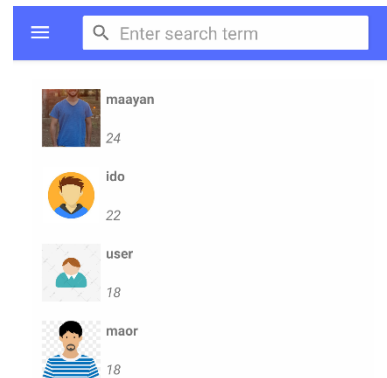 Enter search term
maayan
24
ido
22
user
18
maor
18